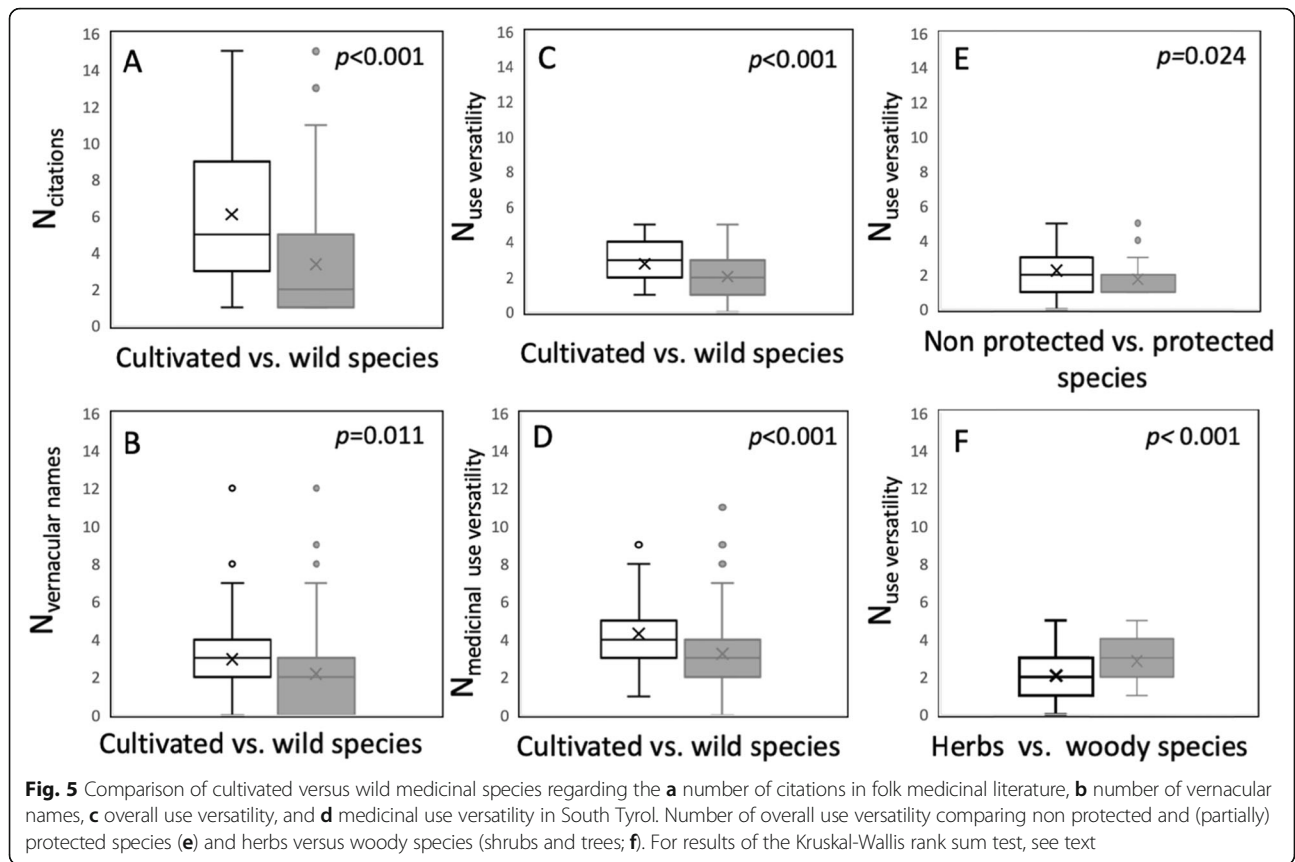 16
14
12
10
8
6
4
2
0
A
p<0.001
N citations
Cultivated vs. wild species
16
14
12
10
8
6
4
2
0
C
p<0.001
N use versatility
Cultivated vs. wild species
16
14
12
10
8
6
4
2
0
E
p=0.024
N use versatility
Non protected vs. protected
species
16
14
12
10
8
6
4
2
0
B
p=0.011
N vernacular names
Cultivated vs. wild species
16
14
12
10
8
6
4
2
0
D
p<0.001
N medicinal use versatility
Cultivated vs. wild species
16
14
12
10
8
6
4
2
0
F
p< 0.001
N use versatility
Herbs vs. woody species
Fig. 5 Comparison of cultivated versus wild medicinal species regarding the a number of citations in folk medicinal literature, b number of vernacular
names, c overall use versatility, and d medicinal use versatility in South Tyrol. Number of overall use versatility comparing non protected and (partially)
protected species (e) and herbs versus woody species (shrubs and trees; f). For results of the Kruskal-Wallis rank sum test, see text